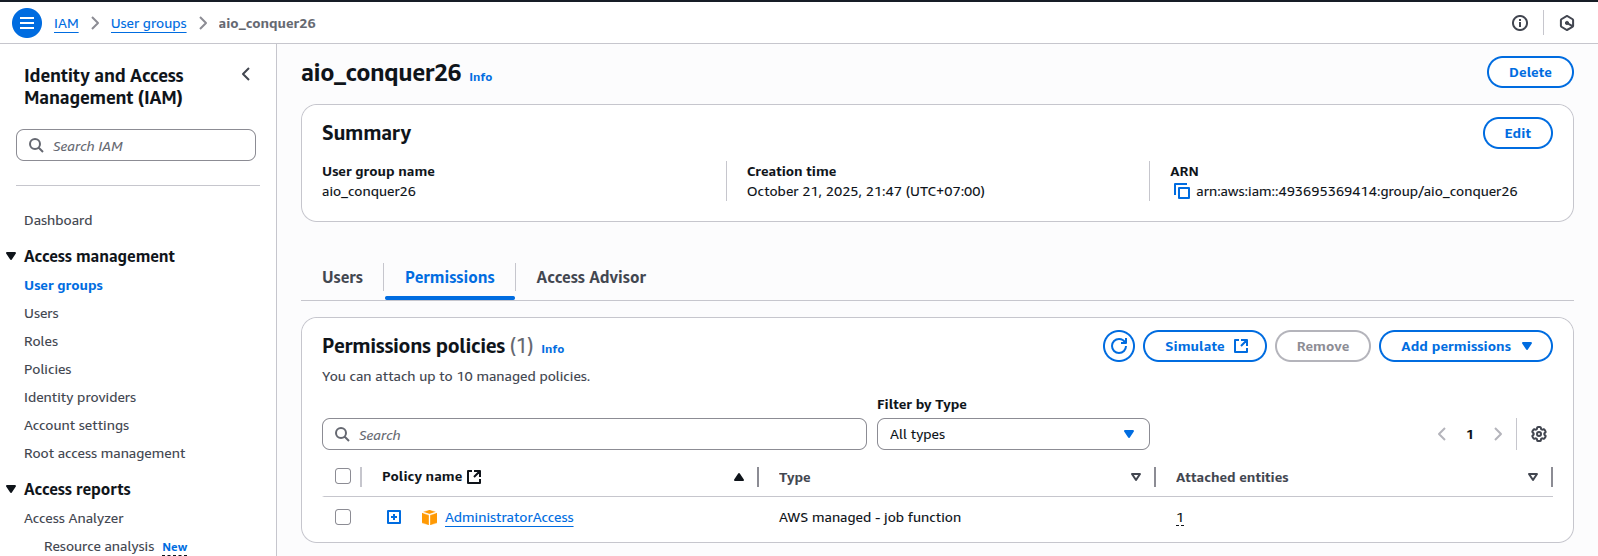 IAM > User groups > aio_conquer26
Identity and Access
Management (IAM)
Search IAM
Dashboard
Access management
User groups
Users
Roles
Policies
Identity providers
Account settings
Root access management
Access reports
Access Analyzer
Resource analysis New
aio_conquer26 Info
Delete
Summary
Edit
User group name
aio_conquer26
Creation time
October 21, 2025, 21:47 (UTC+07:00)
ARN
arn:aws:iam::493695369414:group/aio_conquer26
Users
Permissions
Access Advisor
Permissions policies (1) Info
Simulate
Remove
Add permissions
You can attach up to 10 managed policies.
Filter by Type
Search
All types
1
Policy name
Type
Attached entities
AdministratorAccess
AWS managed - job function
1